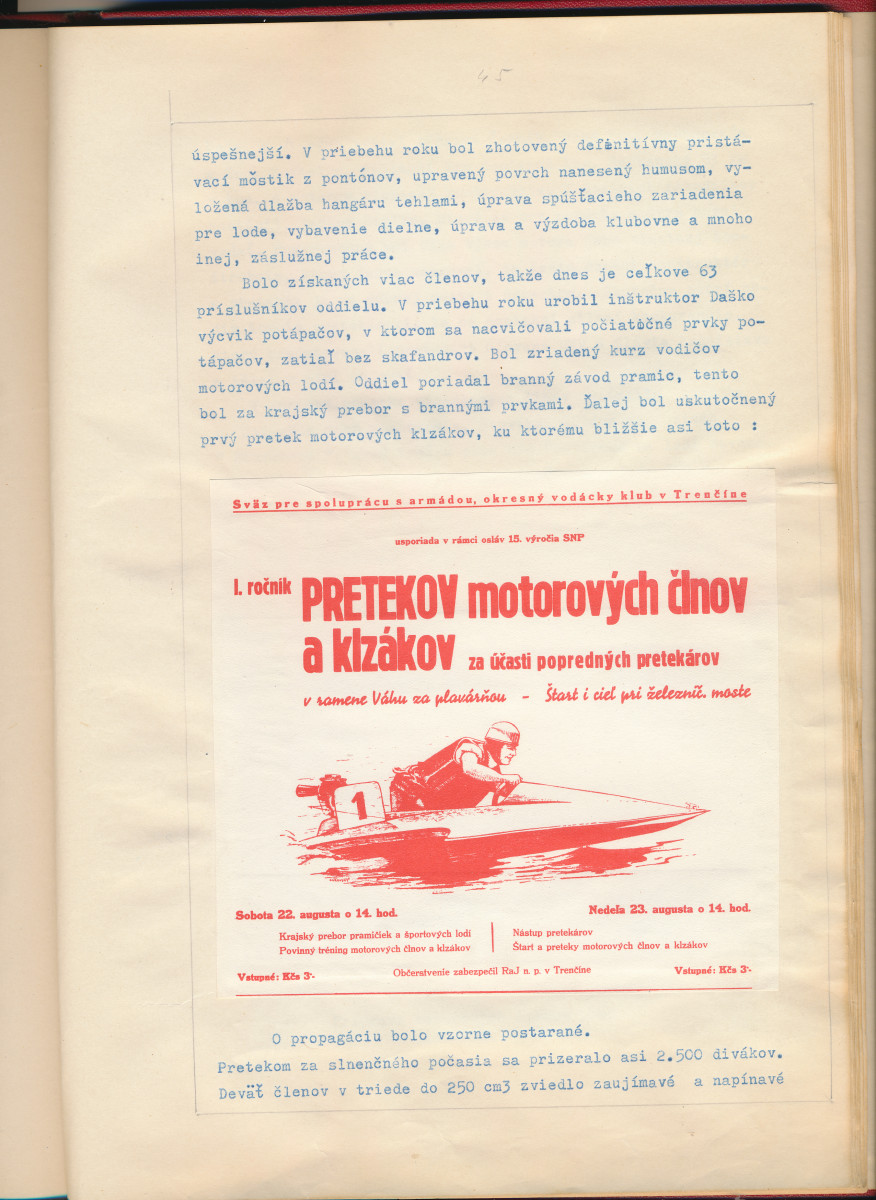 45
úspešnejší. V priebehu roku bol zhotovený definitívny pristá-
vací môstik z pontónov, upravený povrch nanesený humusom, vy-
ložená dlažba hangáru tehlami, úprava spúšťacieho zariadenia
pre lode, vybavenie dielne, úprava a výzdoba klubovne a mnoho
inej, záslužnej práce.
Bolo získaných viac členov, takže dnes je celkove 63
príslušníkov oddielu. V priebehu roku urobil inštruktor Daško
výcvik potápačov, v ktorom sa nacvičovali počiatočné prvky po-
tápačov, zatiaľ bez skafandrov. Bol zriadený kurz vodičov
motorových lodí. Oddiel poriadal branný závod pramic, tento
bol za krajský prebor s brannými prvkami. Ďalej bol uskutočnený
prvý pretek motorových klzákov, ku ktorému bližšie asi toto :
Sväz pre spoluprácu s armádou, okresný vodácky klub v Trenčíne
usporiada v rámci osláv 15. výročia SNP
I. ročník PRETEKOV motorových člnov
a klzákov za účasti popredných pretekárov
v ramene Váhu za plavárňou - Štart i cieľ pri železnič. moste
1
Sobota 22. augusta o 14. hod.
Krajský prebor pramičiek a športových lodí
Povinný tréning motorových člnov a klzákov
Vstupné: Kčs 3'-
Nedeľa 23. augusta o 14. hod.
Nástup pretekárov
Štart a preteky motorových člnov a klzákov
Občerstvenie zabezpečil RaJ n. p. v Trenčíne
Vstupné: Kčs 3'-
O propagáciu bolo vzorne postarané.
Pretekom za slnenčného počasia sa prizeralo asi 2.500 divákov.
Deväť členov v triede do 250 cm3 zviedlo zaujímavé a napínavé